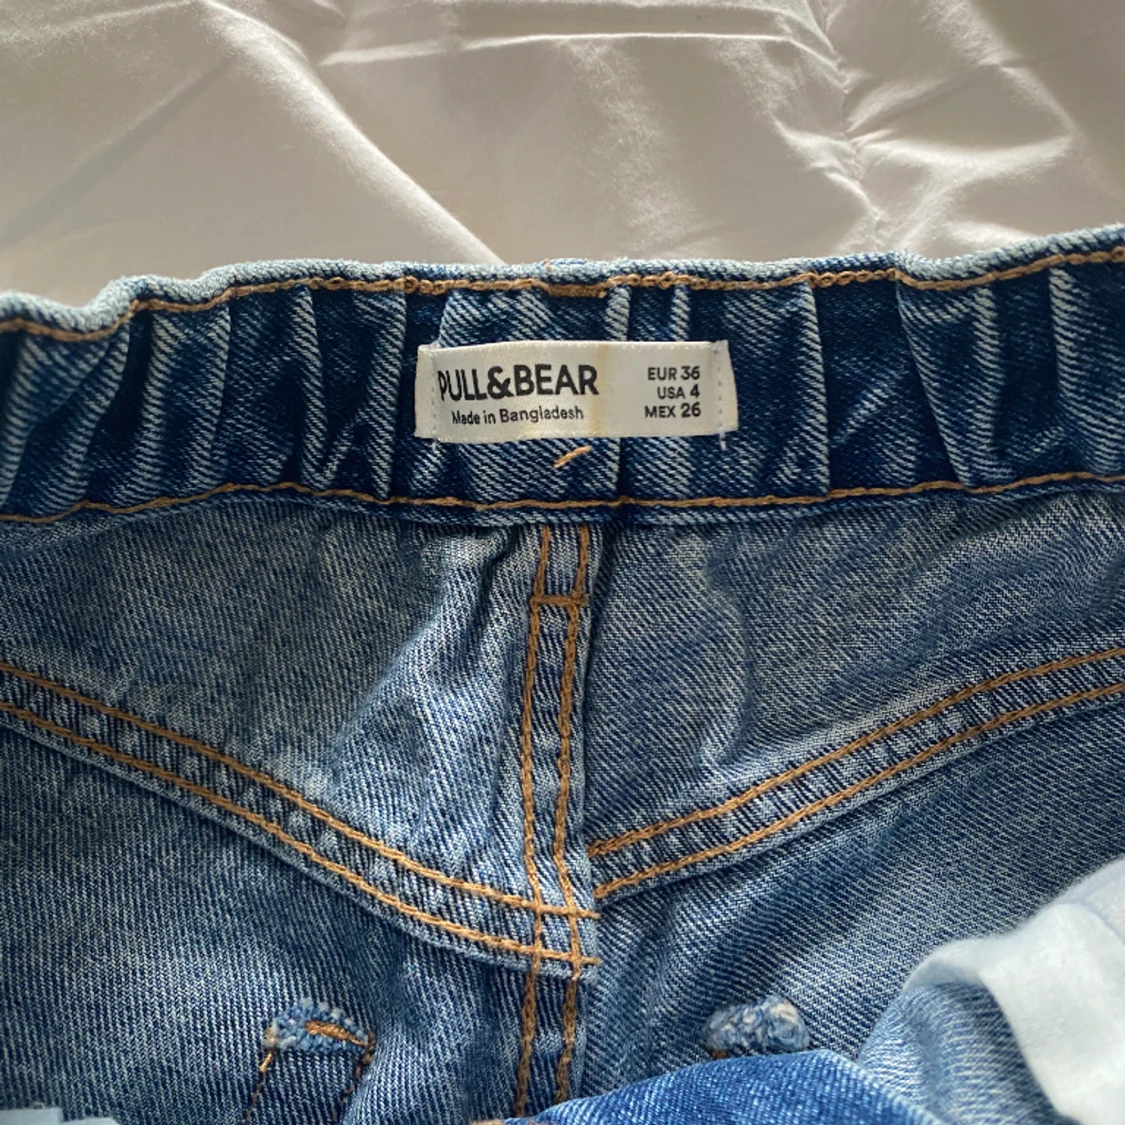 PULL&BEAR
Made in Bangladesh
EUR 36
USA 4
MEX 26